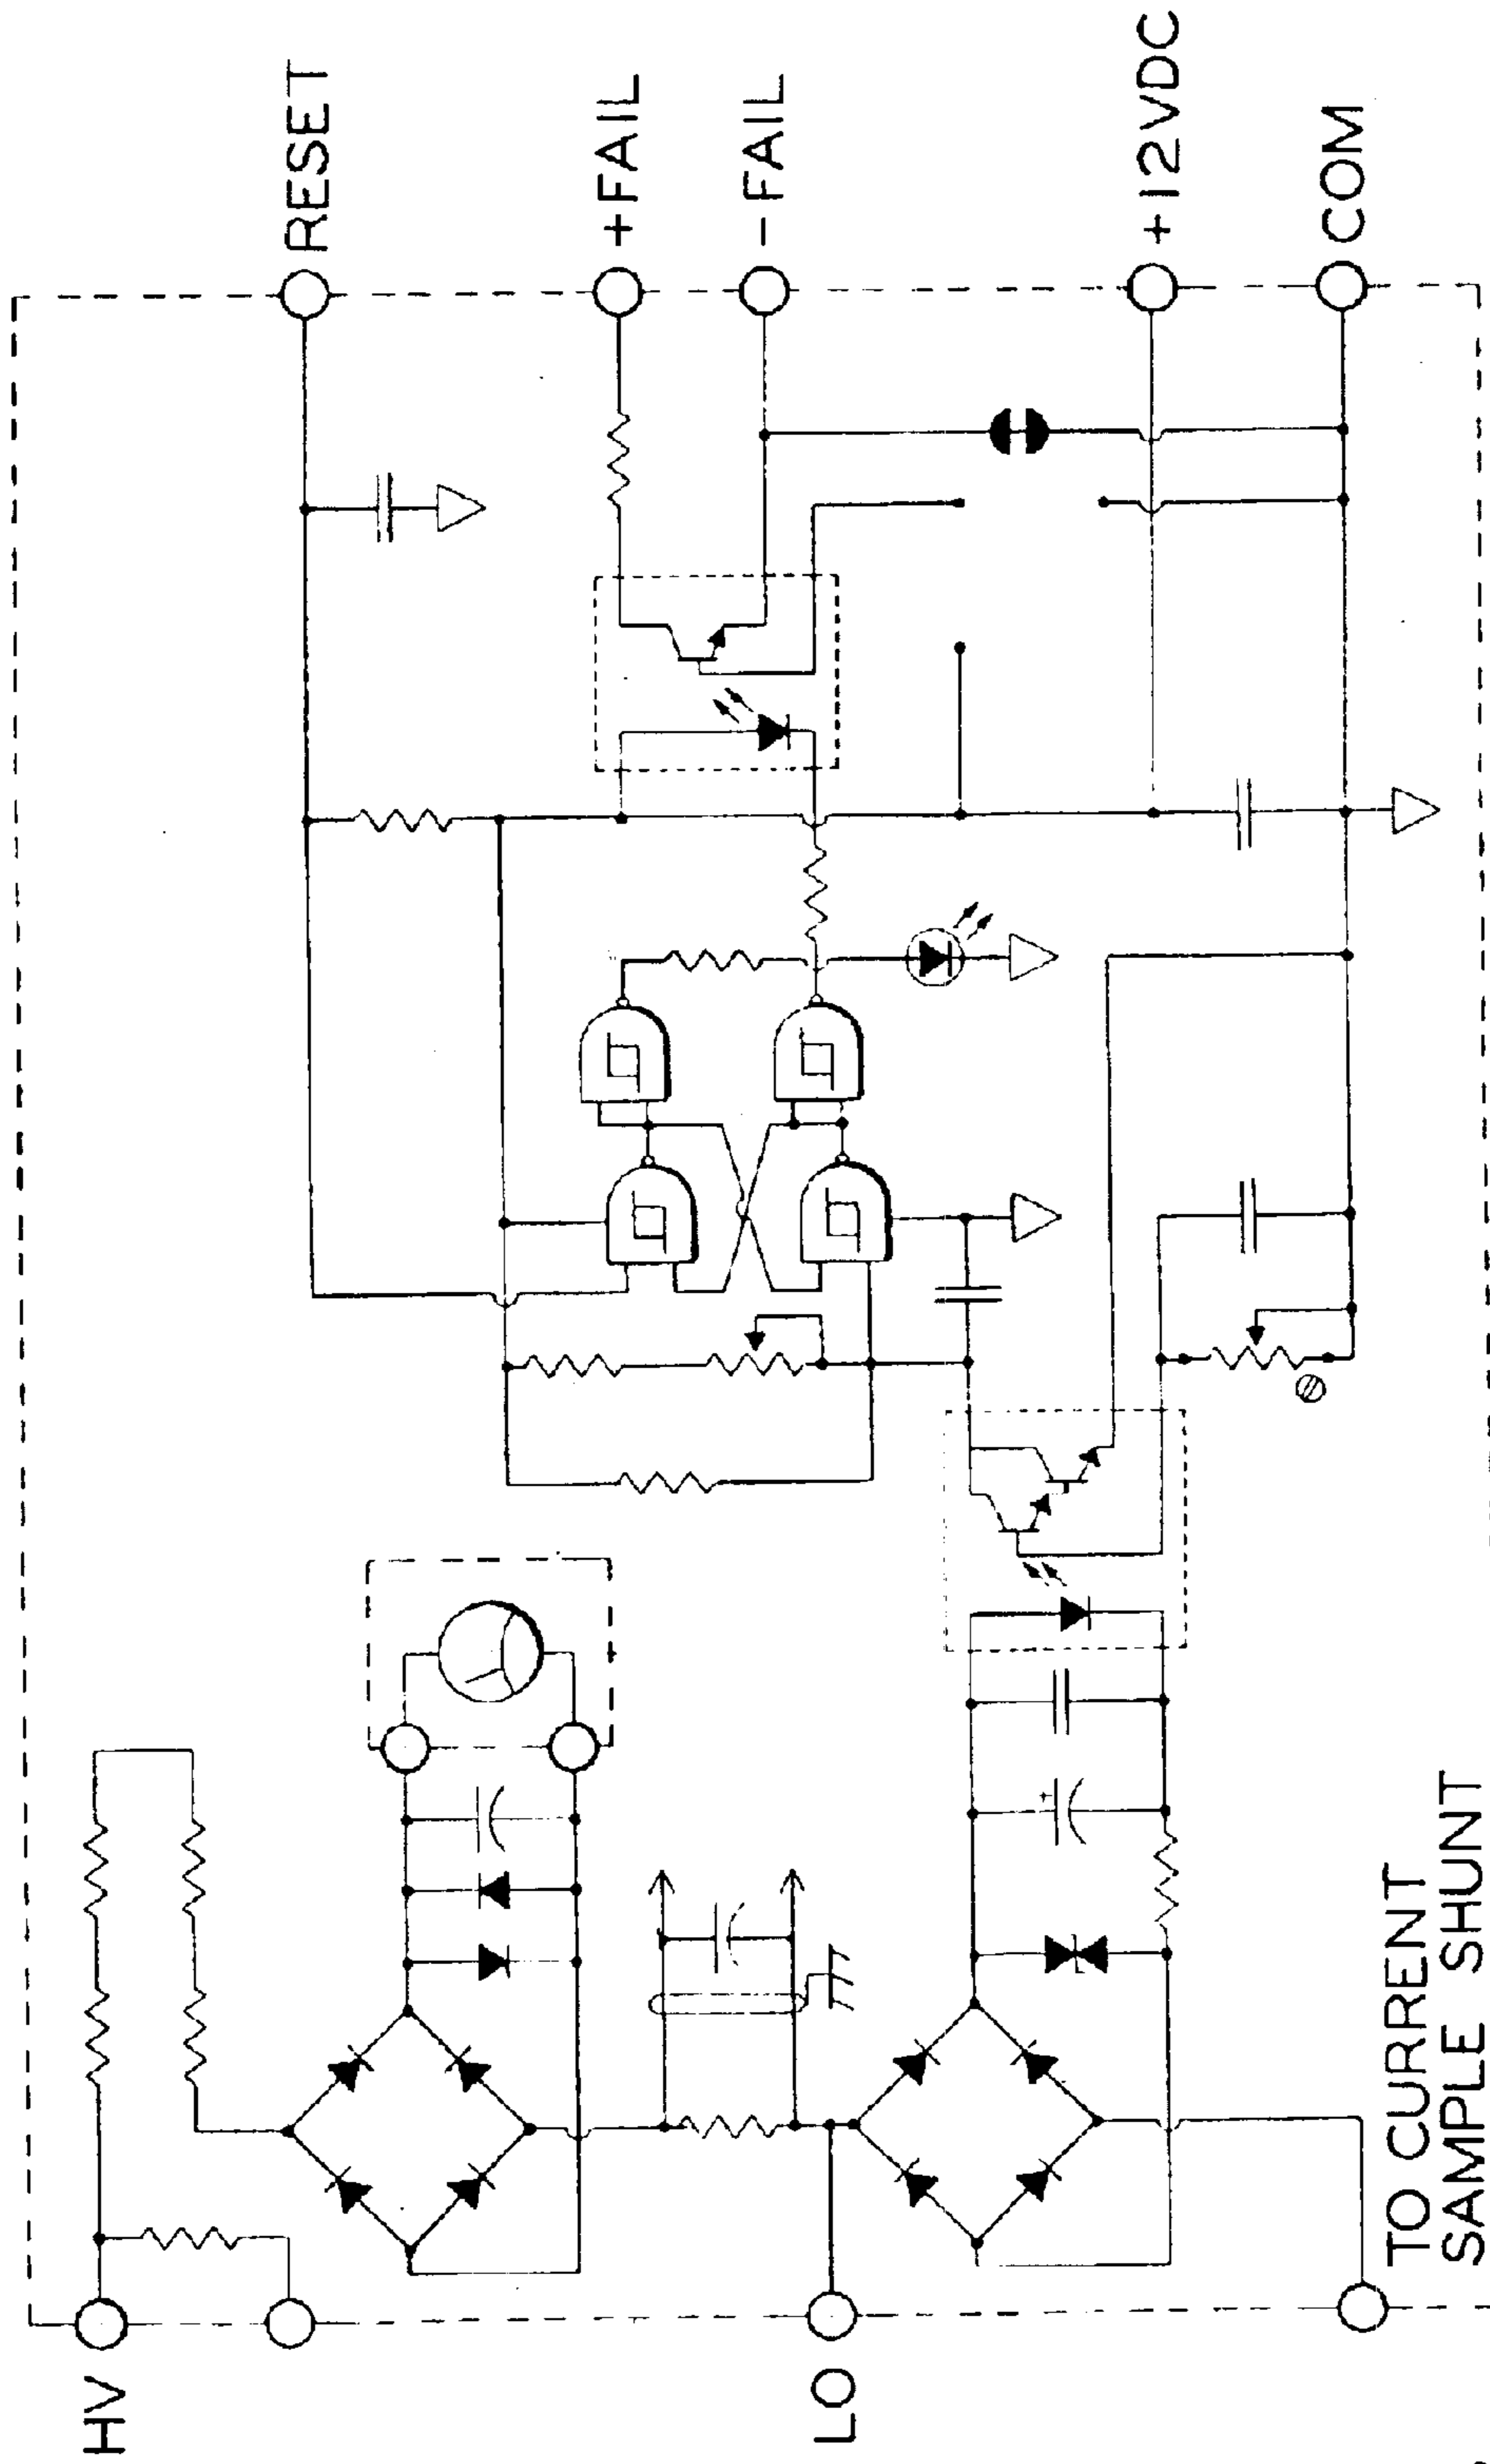 RESET
+FAIL
-FAIL
+12VDC
COM
HV
LO
TO CURRENT
SAMPLE SHUNT